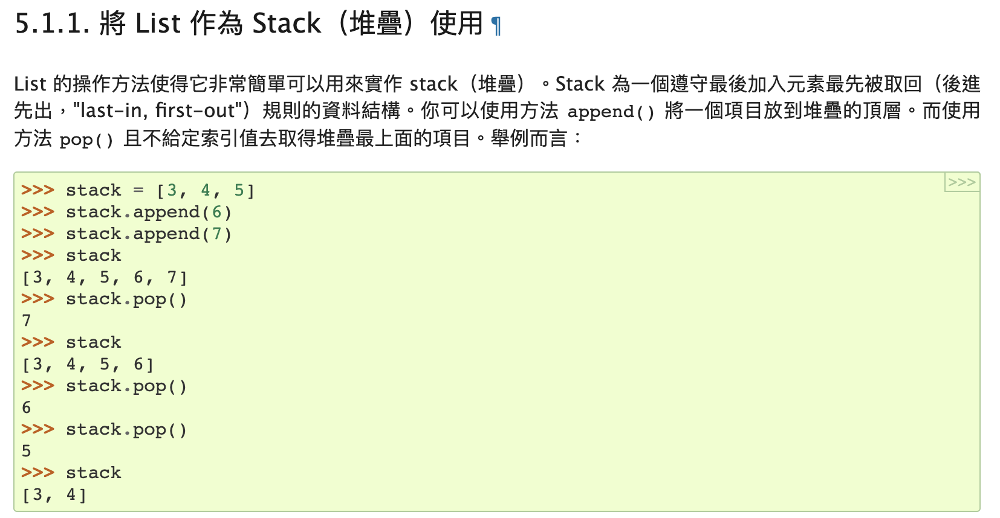 5.1.1. 將 List 作為 Stack（堆疊）使用¶
List 的操作方法使得它非常簡單可以用來實作 stack（堆疊）。Stack 為一個遵守最後加入元素最先被取回（後進
先出，"last-in, first-out"）規則的資料結構。你可以使用方法 append() 將一個項目放到堆疊的頂層。而使用
方法 pop() 且不給定索引值去取得堆疊最上面的項目。舉例而言：
>>>
>>> stack = [3, 4, 5]
>>> stack.append(6)
>>> stack.append(7)
>>> stack
[3, 4, 5, 6, 7]
>>> stack.pop()
7
>>> stack
[3, 4, 5, 6]
>>> stack.pop()
6
>>> stack.pop()
5
>>> stack
[3, 4]